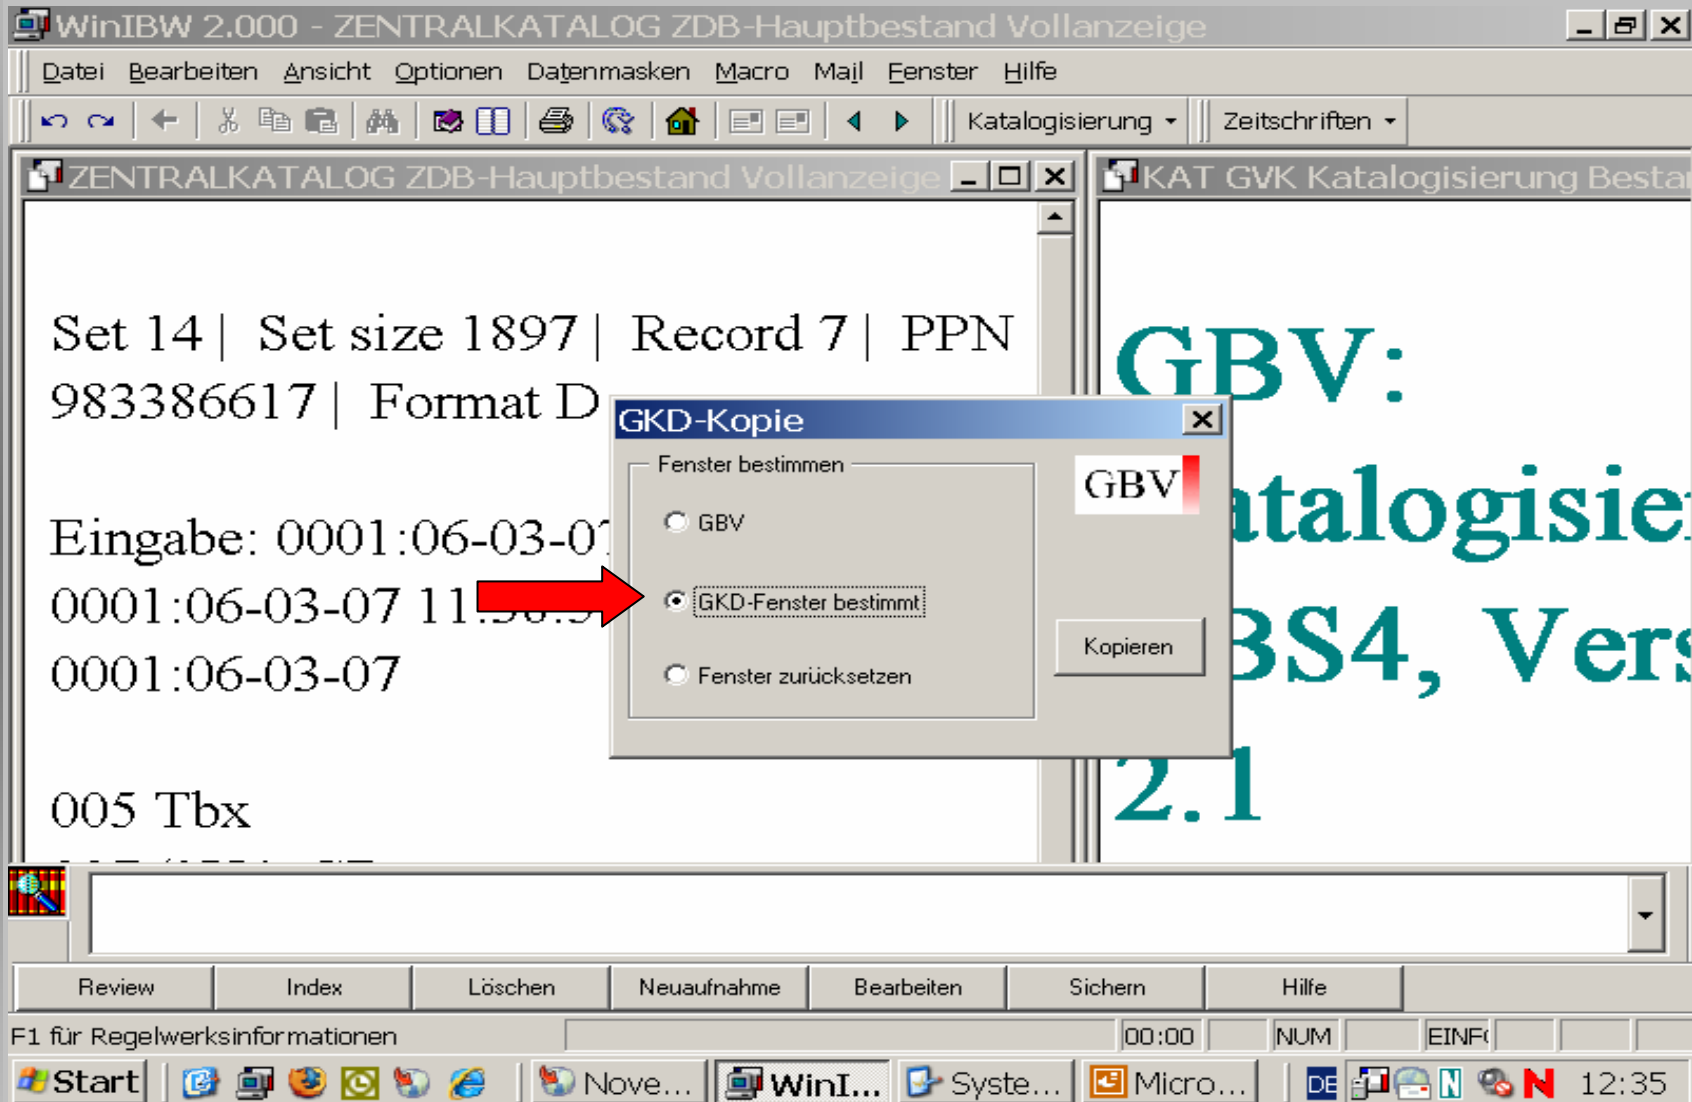 WinIBW 2.000 - ZENTRALKATALOG ZDB-Hauptbestand Vollanzeige
Datei Bearbeiten Ansicht Optionen Datenmasken Macro Mail Fenster Hilfe
Katalogisierung Zeitschriften
ZENTRALKATALOG ZDB-Hauptbestand Vollanzeige
Set 14 | Set size 1897 | Record 7 | PPN
983386617 | Format D
Eingabe: 0001:06-03-07
0001:06-03-07 11:
0001:06-03-07
005 Tbx
KAT GVK Katalogisierung
GBV:
BS4,
2.1
GKD-Kopie
Fenster bestimmen
GBV
GBV
GKD-Fenster bestimmt
Kopieren
Fenster zurücksetzen
Review Index Löschen Neuaufnahme Bearbeiten Sichern Hilfe
F1 für Regelwerksinformationen 00:00 NUM EINF
Start Nove... WinI... Syste... Micro... DE N N 12:35